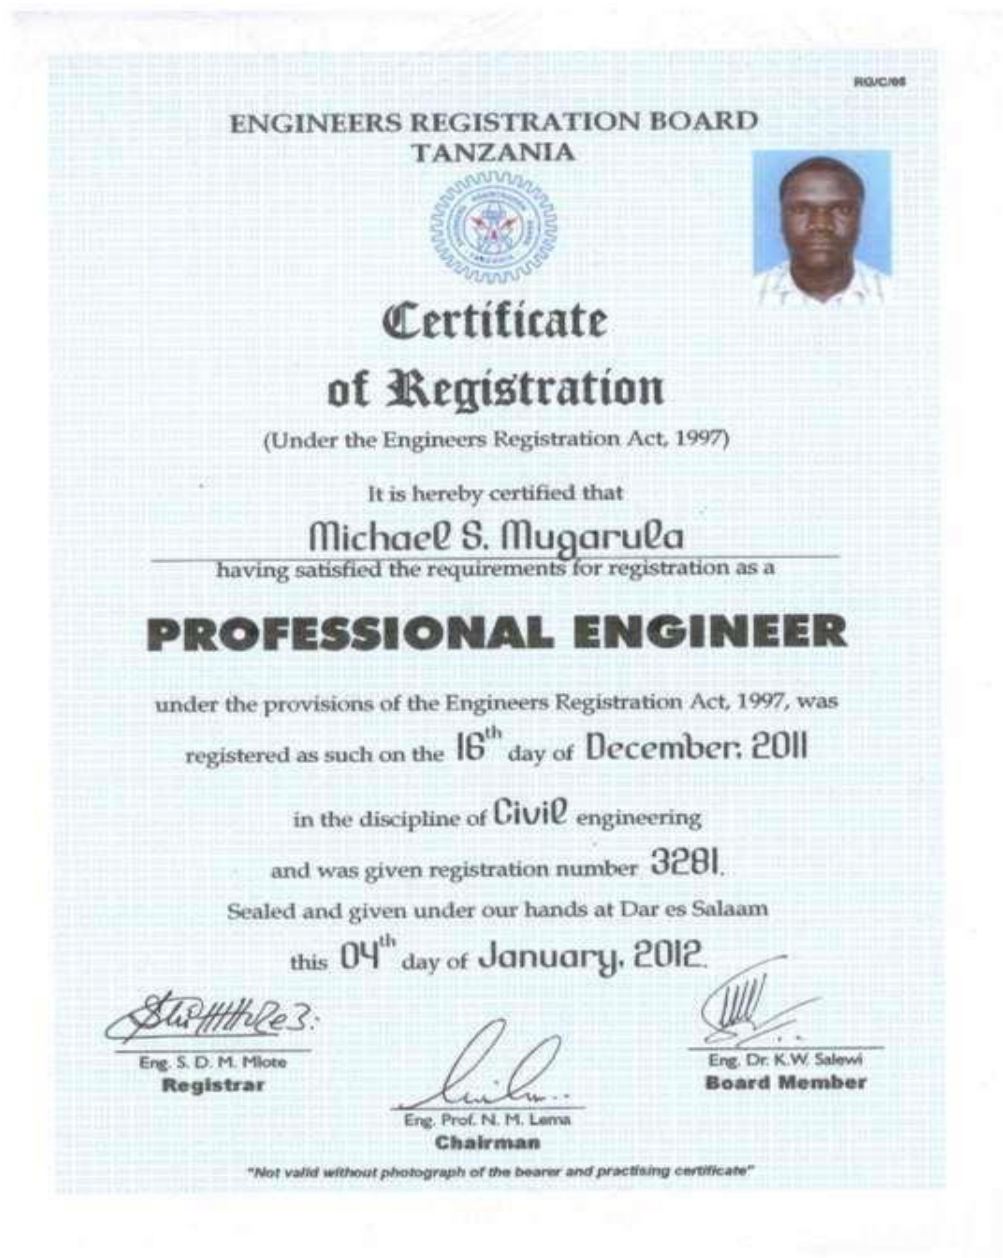 RG/C/05
ENGINEERS REGISTRATION BOARD
TANZANIA
Certificate
of Registration
(Under the Engineers Registration Act, 1997)
It is hereby certified that
Michael S. Mugarula
having satisfied the requirements for registration as a
PROFESSIONAL ENGINEER
under the provisions of the Engineers Registration Act, 1997, was
registered as such on the 16th day of December, 2011
in the discipline of Civil engineering
and was given registration number 3281.
Sealed and given under our hands at Dar es Salaam
this 04th day of January, 2012.
Eng. S. D. M. Mlote
Registrar
Eng. Dr. K.W. Salewi
Board Member
Eng. Prof. N. M. Lema
Chairman
"Not valid without photograph of the bearer and practising certificate"